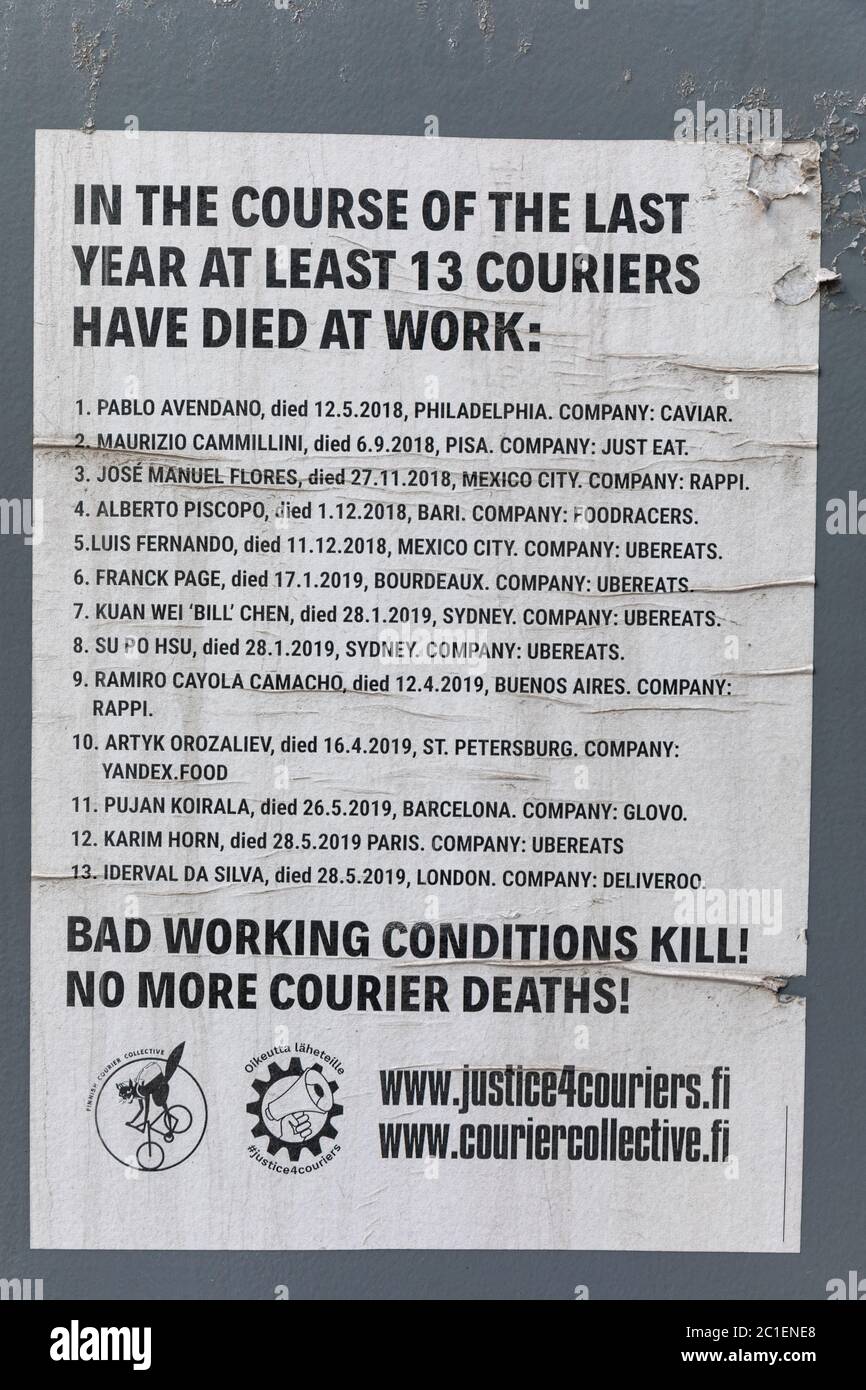 IN THE COURSE OF THE LAST
YEAR AT LEAST 13 COURIERS
HAVE DIED AT WORK:
1. PABLO AVENDANO, died 12.5.2018, PHILADELPHIA. COMPANY: CAVIAR.
2. MAURIZIO CAMMILLINI, died 6.9.2018, PISA. COMPANY: JUST EAT.
3. JOSÉ MANUEL FLORES, died 27.11.2018, MEXICO CITY. COMPANY: RAPPI.
4. ALBERTO PISCOPO, died 1.12.2018, BARI. COMPANY: FOODRACERS.
5.LUIS FERNANDO, died 11.12.2018, MEXICO CITY. COMPANY: UBEREATS.
6. FRANCK PAGE, died 17.1.2019, BOURDEAUX. COMPANY: UBEREATS.
7. KUAN WEI ‘BILL’ CHEN, died 28.1.2019, SYDNEY. COMPANY: UBEREATS.
8. SU PO HSU, died 28.1.2019, SYDNEY. COMPANY: UBEREATS.
9. RAMIRO CAYOLA CAMACHO, died 12.4.2019, BUENOS AIRES. COMPANY:
RAPPI.
10. ARTYK OROZALIEV, died 16.4.2019, ST. PETERSBURG. COMPANY:
YANDEX.FOOD
11. PUJAN KOIRALA, died 26.5.2019, BARCELONA. COMPANY: GLOVO.
12. KARIM HORN, died 28.5.2019 PARIS. COMPANY: UBEREATS
13. IDERVAL DA SILVA, died 28.5.2019, LONDON. COMPANY: DELIVEROO.
BAD WORKING CONDITIONS KILL!
NO MORE COURIER DEATHS!
FINNISH COURIER COLLECTIVE
Oikeutta läheteille
#justice4couriers
www.justice4couriers.fi
www.couriercollective.fi
alamy
alamy
alamy
Image ID: 2C1ENE8
www.alamy.com